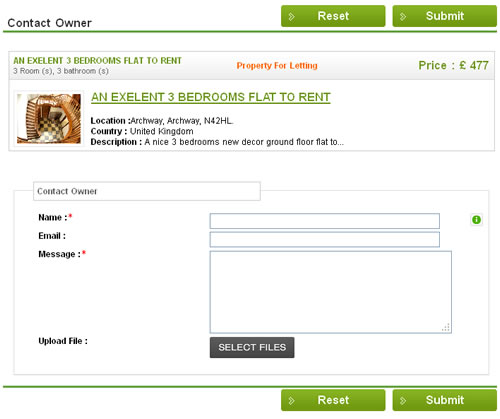 Contact Owner
Reset
Submit
AN EXELENT 3 BEDROOMS FLAT TO RENT
3 Room (s), 3 bathroom (s)
Property For Letting
Price : £ 477
AN EXELENT 3 BEDROOMS FLAT TO RENT
Location :Archway, Archway, N42HL.
Country : United Kingdom
Description : A nice 3 bedrooms new decor ground floor flat to...
Contact Owner
Name :*
Email :
Message :*
Upload File :
SELECT FILES
Reset
Submit